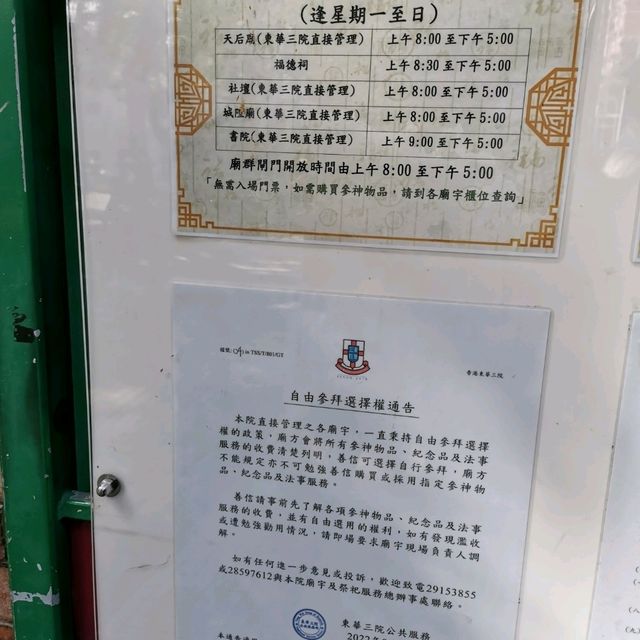 (逢星期一至日)
天后廟(東華三院直接管理) 上午 8:00 至下午 5:00
福德祠 上午 8:30 至下午 5:00
社壇(東華三院直接管理) 上午 8:00 至下午 5:00
城隍廟(東華三院直接管理) 上午 8:00 至下午 5:00
書院(東華三院直接管理) 上午 9:00 至下午 5:00
廟群開門開放時間由上午 8:00 至下午 5:00
「無需入場門票，如需購買參神物品，請到各廟宇櫃位查詢」
檔號: in TSS/T/R01/GT
香港東華三院
自由參拜選擇權通告
本院直接管理之各廟宇，一直秉持自由參拜選擇
權的政策，廟方會將所有參神物品、紀念品及法事
服務的收費清楚列明，善信可選擇自行參拜，廟方
不能規定亦不可勉強善信購買或採用指定參神物
品、紀念品及法事服務。
善信請事前先了解各項參神物品、紀念品及法事
服務的收費，並有自由選用的權利，如有發現濫收
或遭勉強勸用情況，請即場要求廟宇現場負責人調
解。
如有任何進一步意見或投訴，歡迎致電29153855
或28597612與本院廟宇及祭祀服務總辦事處聯絡。
東華三院公共服務